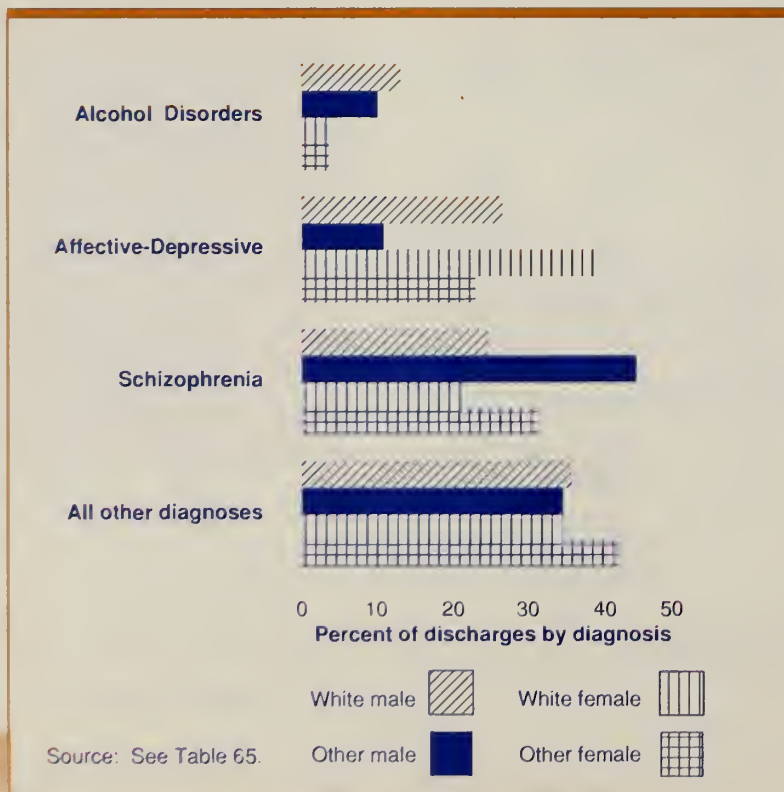 Alcohol Disorders
Affective-Depressive
Schizophrenia
All other diagnoses
0 10 20 30 40 50
Percent of discharges by diagnosis
White male White female
Other male Other female
Source: See Table 65.